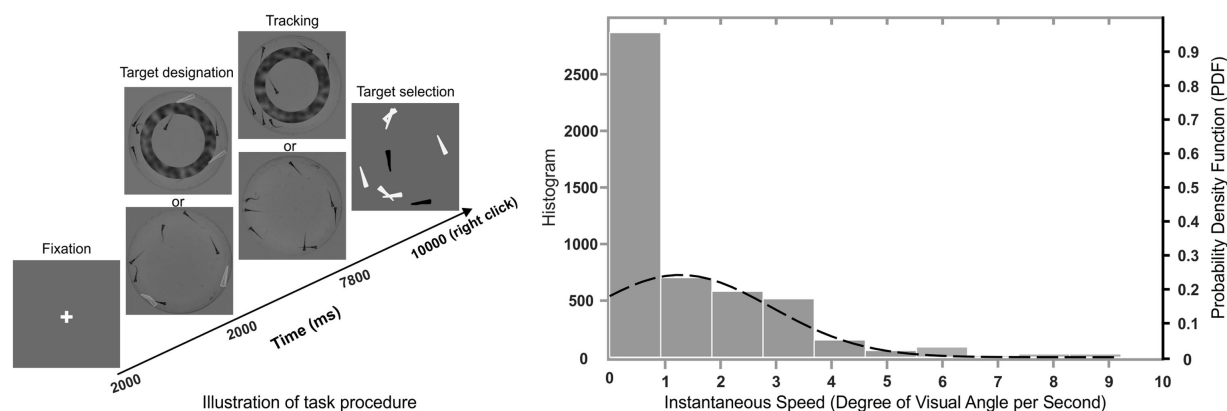 Tracking
Target designation
Target selection
or
or
Fixation
2000
2000
7800
10000 (right click)
Time (ms)
Illustration of task procedure
Histogram
2500
2000
1500
1000
500
0
0 1 2 3 4 5 6 7 8 9 10
Instantaneous Speed (Degree of Visual Angle per Second)
0.9
0.8
0.7
0.6
0.5
0.4
0.3
0.2
0.1
0
Probability Density Function (PDF)